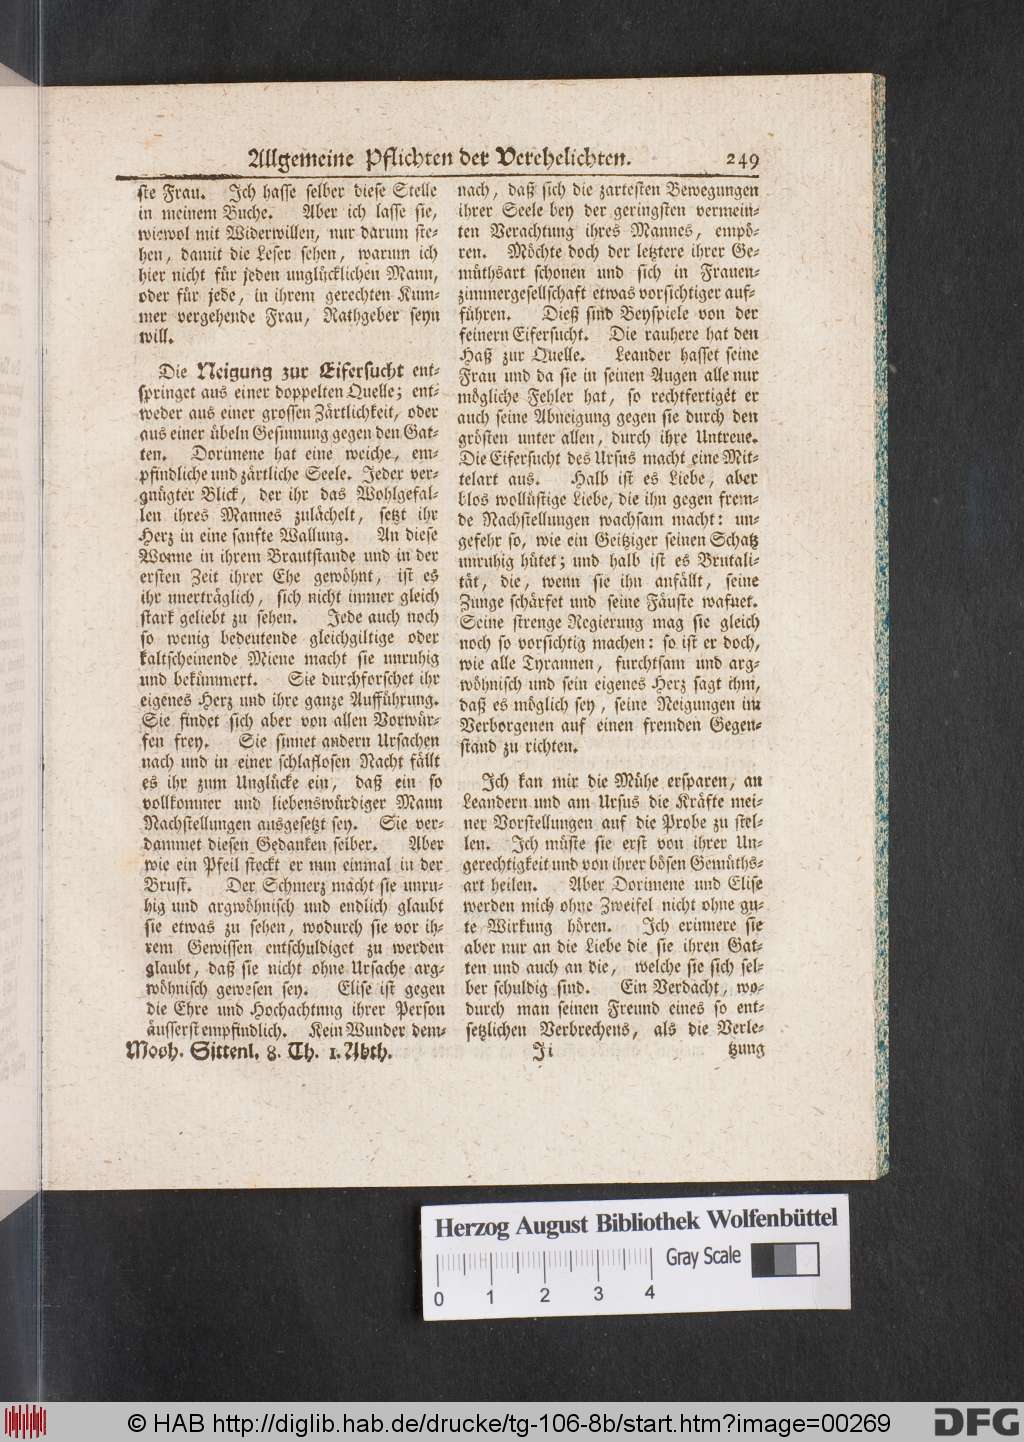 Allgemeine Pflichten der Verehelichten. 249
ste Frau. Ich hasse selber diese Stelle
in meinem Buche. Aber ich lasse sie,
wiewol mit Widerwillen, nur darum ste-
hen, damit die Leser sehen, warum ich
hier nicht für jeden unglücklichen Mann,
oder für jede, in ihrem gerechten Kum-
mer vergehende Frau, Rathgeber seyn
will.
Die Neigung zur Eifersucht ent-
springet aus einer doppelten Quelle; ent-
weder aus einer grossen Zärtlichkeit, oder
aus einer übeln Gesinnung gegen den Gat-
ten. Dorimene hat eine weiche, em-
pfindliche und zärtliche Seele. Jeder ver-
gnügter Blick, der ihr das Wohlgefal-
len ihres Mannes zulächelt, setzt ihr
Herz in eine sanfte Wallung. An diese
Wonne in ihrem Brautstande und in der
ersten Zeit ihrer Ehe gewöhnt, ist es
ihr unerträglich, sich nicht immer gleich
stark geliebt zu sehen. Jede auch noch
so wenig bedeutende gleichgiltige oder
kaltscheinende Miene macht sie unruhig
und bekümmert. Sie durchforschet ihr
eigenes Herz und ihre ganze Aufführung.
Sie findet sich aber von allen Vorwür-
fen frey. Sie sinnet andern Ursachen
nach und in einer schlaflosen Nacht fällt
es ihr zum Unglücke ein, daß ein so
vollkomner und liebenswürdiger Mann
Nachstellungen ausgesetzt sey. Sie ver-
dammet diesen Gedanken selber. Aber
wie ein Pfeil steckt er nun einmal in der
Brust. Der Schmerz macht sie unru-
hig und argwöhnisch und endlich glaubt
sie etwas zu sehen, wodurch sie vor ih-
rem Gewissen entschuldiget zu werden
glaubt, daß sie nicht ohne Ursache arg-
wöhnisch gewesen sey. Elise ist gegen
die Ehre und Hochachtung ihrer Person
äusserst empfindlich. Kein Wunder dem-
Mosh. Sittenl. 8. Th. 1. Abth.
nach, daß sich die zartesten Bewegungen
ihrer Seele bey der geringsten vermein-
ten Verachtung ihres Mannes, empö-
ren. Möchte doch der letztere ihrer Ge-
müthsart schonen und sich in Frauen-
zimmergesellschaft etwas vorsichtiger auf-
führen. Dieß sind Beyspiele von der
feinern Eifersucht. Die rauhere hat den
Haß zur Quelle. Leander hasset seine
Frau und da sie in seinen Augen alle nur
mögliche Fehler hat, so rechtfertiget er
auch seine Abneigung gegen sie durch den
grösten unter allen, durch ihre Untreue.
Die Eifersucht des Ursus macht eine Mit-
telart aus. Halb ist es Liebe, aber
blos wollüstige Liebe, die ihn gegen frem-
de Nachstellungen wachsam macht: un-
gefehr so, wie ein Geitziger seinen Schatz
unruhig hütet; und halb ist es Brutali-
tät, die, wenn sie ihn anfällt, seine
Zunge schärfet und seine Fäuste wafnet.
Seine strenge Regierung mag sie gleich
noch so vorsichtig machen: so ist er doch,
wie alle Tyrannen, furchtsam und arg-
wöhnisch und sein eigenes Herz sagt ihm,
daß es möglich sey, seine Neigungen im
Verborgenen auf einen fremden Gegen-
stand zu richten.
Ich kan mir die Mühe ersparen, an
Leandern und am Ursus die Kräfte mei-
ner Vorstellungen auf die Probe zu stel-
len. Ich müste sie erst von ihrer Un-
gerechtigkeit und von ihrer bösen Gemüths-
art heilen. Aber Dorimene und Elise
werden mich ohne Zweifel nicht ohne gu-
te Wirkung hören. Ich erinnere sie
aber nur an die Liebe die sie ihren Gat-
ten und auch an die, welche sie sich sel-
ber schuldig sind. Ein Verdacht, wo-
durch man seinen Freund eines so ent-
setzlichen Verbrechens, als die Verle-
Ji tzung
Herzog August Bibliothek Wolfenbüttel
Gray Scale
0 1 2 3 4
© HAB http://diglib.hab.de/drucke/tg-106-8b/start.htm?image=00269
DFG